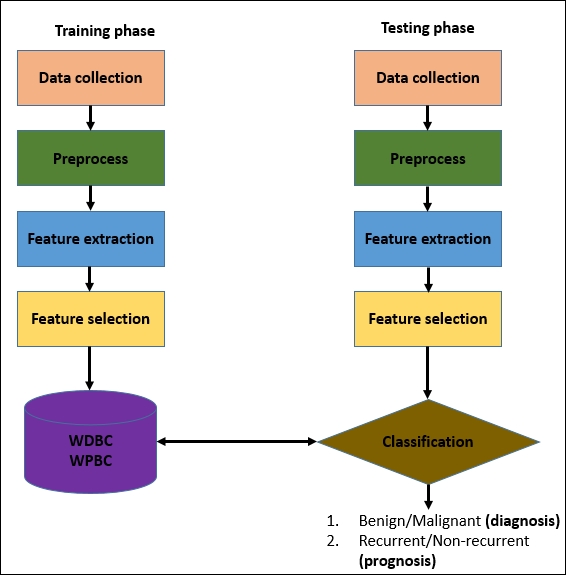 Training phase
Data collection
Preprocess
Feature extraction
Feature selection
WDBC
WPBC
Testing phase
Data collection
Preprocess
Feature extraction
Feature selection
Classification
1. Benign/Malignant (diagnosis)
2. Recurrent/Non-recurrent
(prognosis)